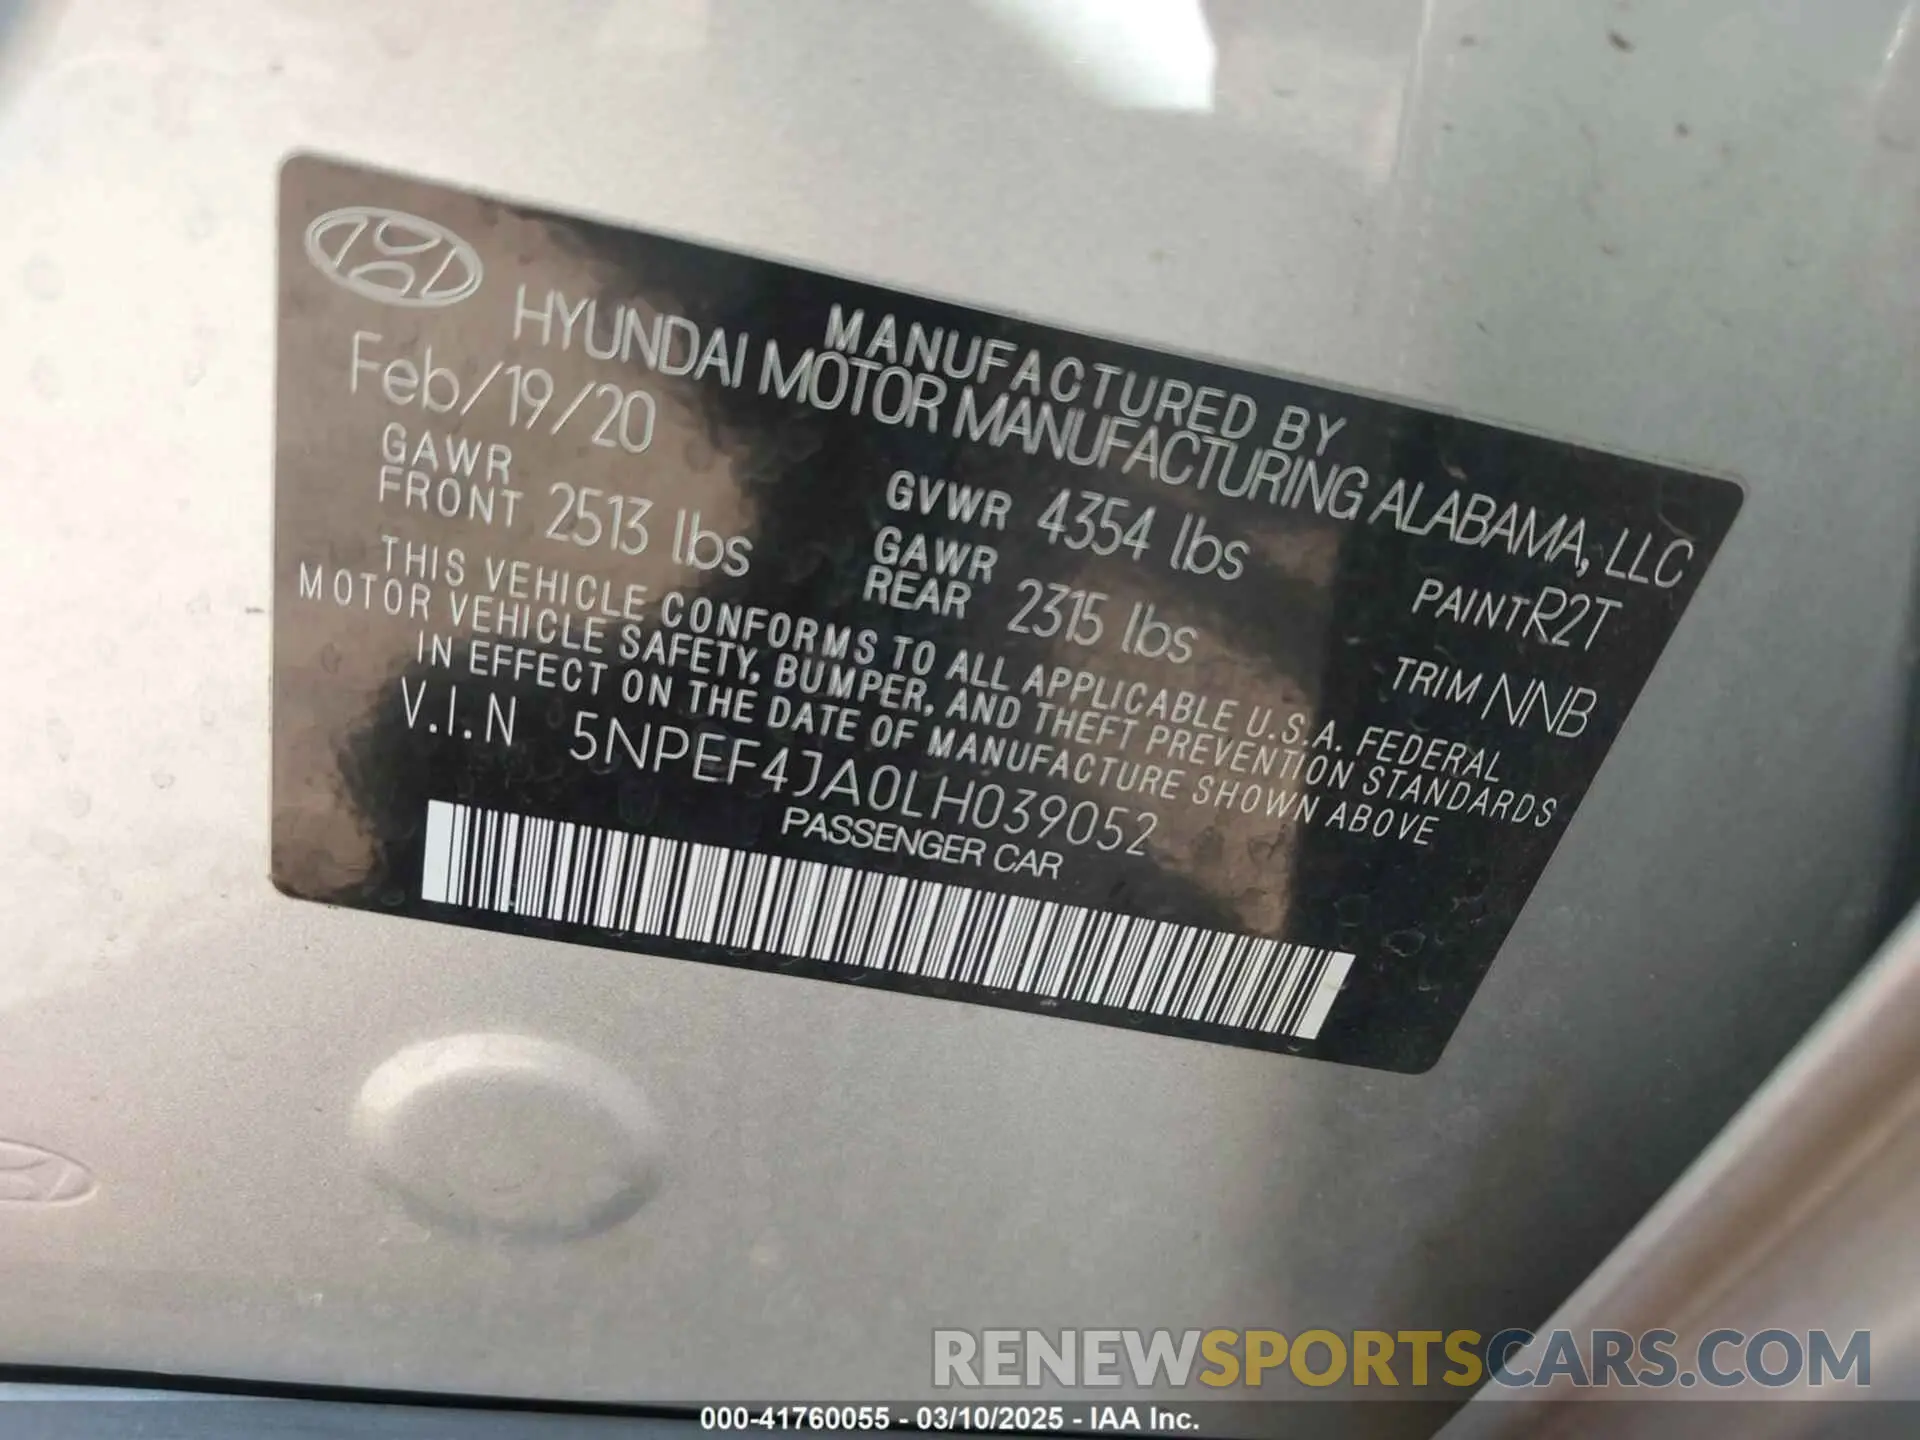 MANUFACTURED BY
HYUNDAI MOTOR MANUFACTURING ALABAMA, LLC
Feb/19/20
GVWR 4354 lbs
PAINT R2T
GAWR FRONT 2513 lbs
GAWR REAR 2315 lbs
TRIM NNB
THIS VEHICLE CONFORMS TO ALL APPLICABLE U.S.A. FEDERAL
MOTOR VEHICLE SAFETY, BUMPER, AND THEFT PREVENTION STANDARDS
IN EFFECT ON THE DATE OF MANUFACTURE SHOWN ABOVE
V.I.N 5NPEF4JA0LH039052
PASSENGER CAR
RENEWSPORTSCARS.COM
000-41760055 - 03/10/2025 - IAA Inc.